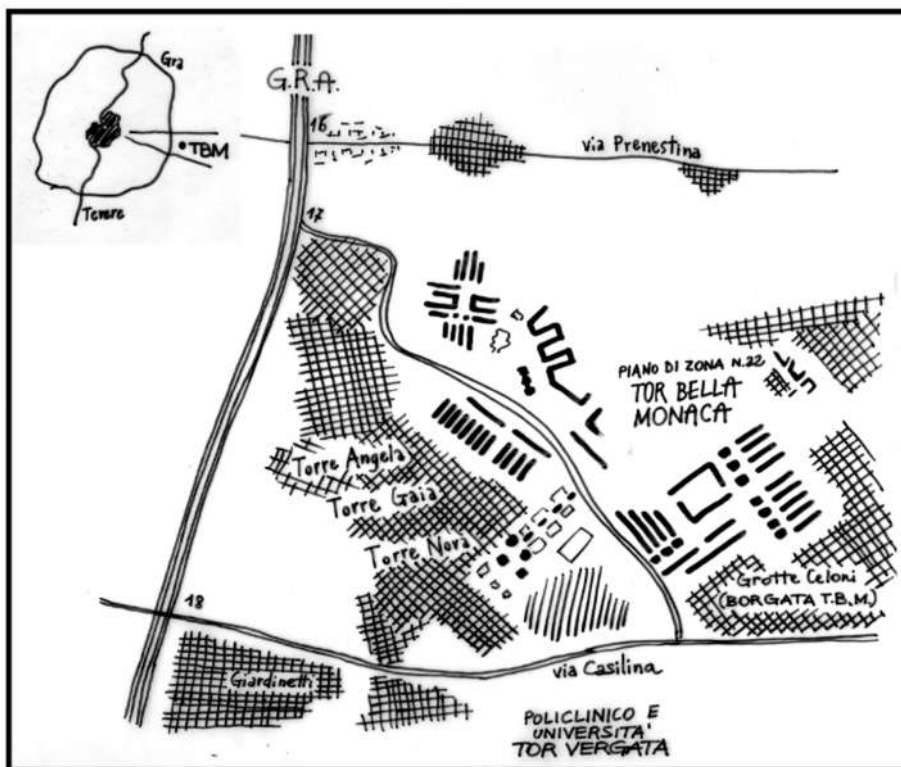 Gra
TBM
Tevere
G.R.A.
16
via Prenestina
17
PIANO DI ZONA N.22
TOR BELLA
MONACA
Torre Angela
Torre Gaia
Torre Nova
Grotte Celoni
(BORGATA T.B.M.)
18
Giardinetti
via Casilina
POLICLINICO E
UNIVERSITA'
TOR VERGATA